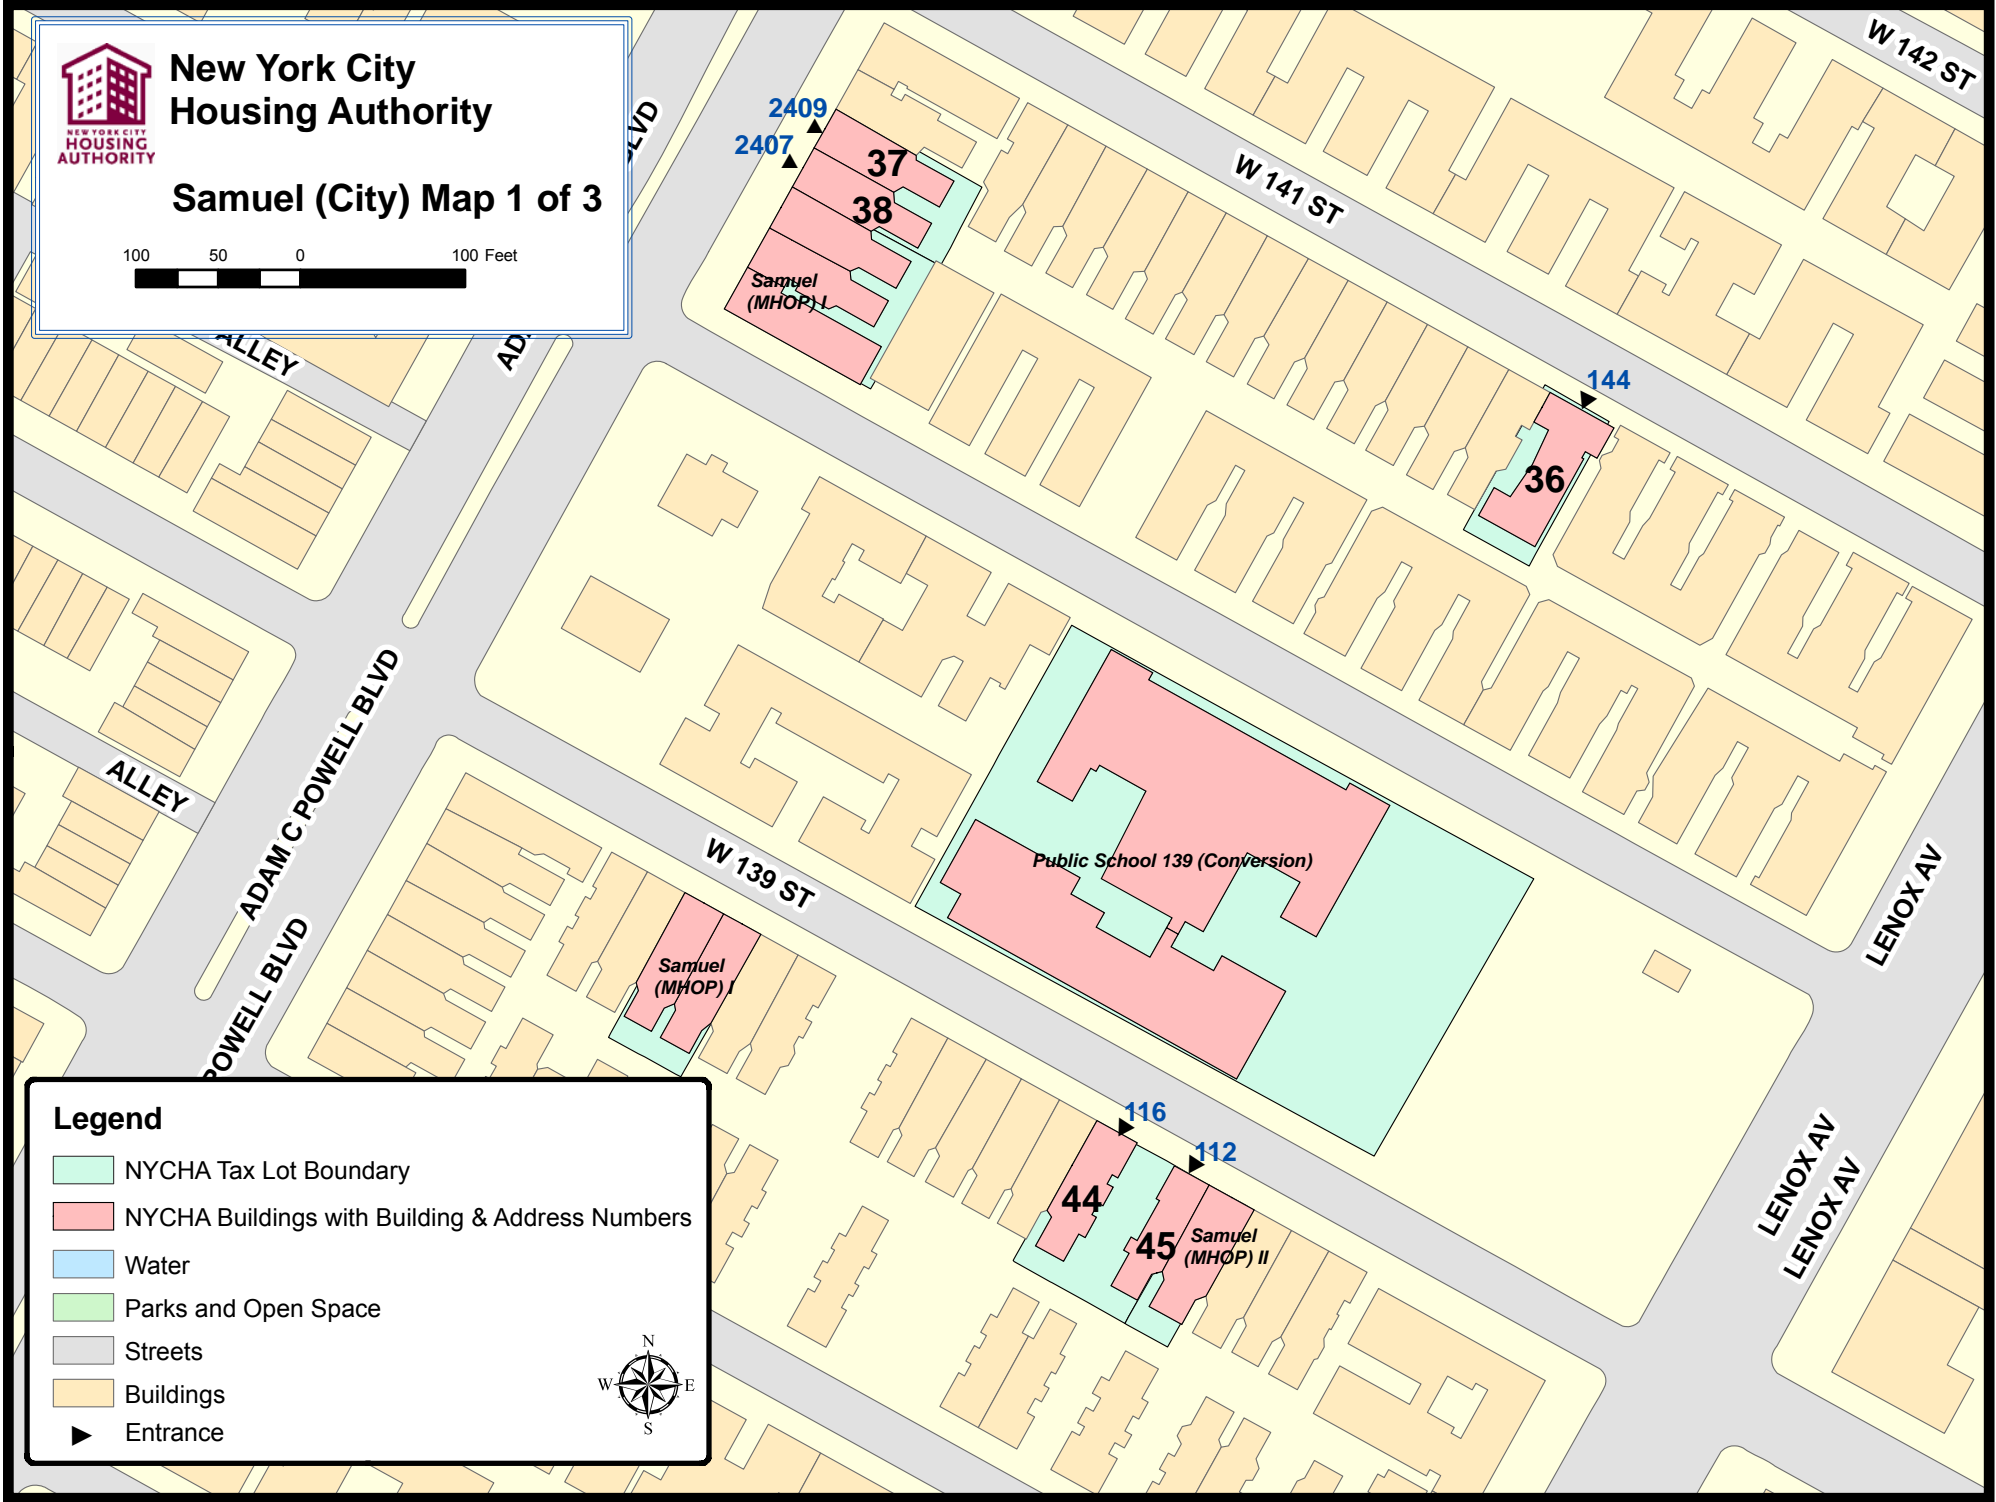 New York City
Housing Authority
NEW YORK CITY
HOUSING
AUTHORITY
Samuel (City) Map 1 of 3
100 50 0 100 Feet
W 142 ST
BLVD
2409
2407
37
38
W 141 ST
Samuel
(MHOP) I
ALLEY
AD
144
36
ADAM C POWELL BLVD
ALLEY
W 139 ST
Public School 139 (Conversion)
LENOX AV
POWELL BLVD
Samuel
(MHOP) I
116
112
44
45
Samuel
(MHOP) II
LENOX AV
LENOX AV
Legend
NYCHA Tax Lot Boundary
NYCHA Buildings with Building & Address Numbers
Water
Parks and Open Space
Streets
Buildings
Entrance
N
W E
S